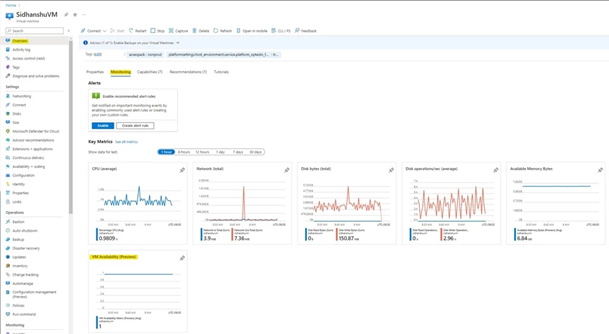 Home >
SidhanshuVM
Virtual machine
Search
Connect
Start
Restart
Stop
Capture
Delete
Refresh
Open in mobile
CLI / PS
Feedback
Overview
Activity log
Access control (IAM)
Tags
Diagnose and solve problems
Settings
Networking
Connect
Disks
Size
Microsoft Defender for Cloud
Advisor recommendations
Extensions + applications
Continuous delivery
Availability + scaling
Configuration
Identity
Properties
Locks
Operations
Bastion
Auto-shutdown
Backup
Disaster recovery
Updates
Inventory
Change tracking
Automanage
Configuration management (Preview)
Policies
Run command
Monitoring
Advisor (1 of 1): Enable Backups on your Virtual Machines
Tags (edit)
Properties
Monitoring
Capabilities (7)
Recommendations (1)
Tutorials
Alerts
Enable recommended alert rules
Get notified on important monitoring events by
enabling commonly used alert rules or creating
your own custom rules.
Enable
Create alert rule
Key Metrics
See all metrics
Show data for last:
1 hour
6 hours
12 hours
1 day
7 days
30 days
CPU (average)
Percentage CPU (Avg)
sidhanshuvm
0.9809%
Network (total)
7.36
Disk bytes (total)
150.87
Disk operations/sec (average)
2.96
Available Memory Bytes
6.84
VM Availability (Preview)
1